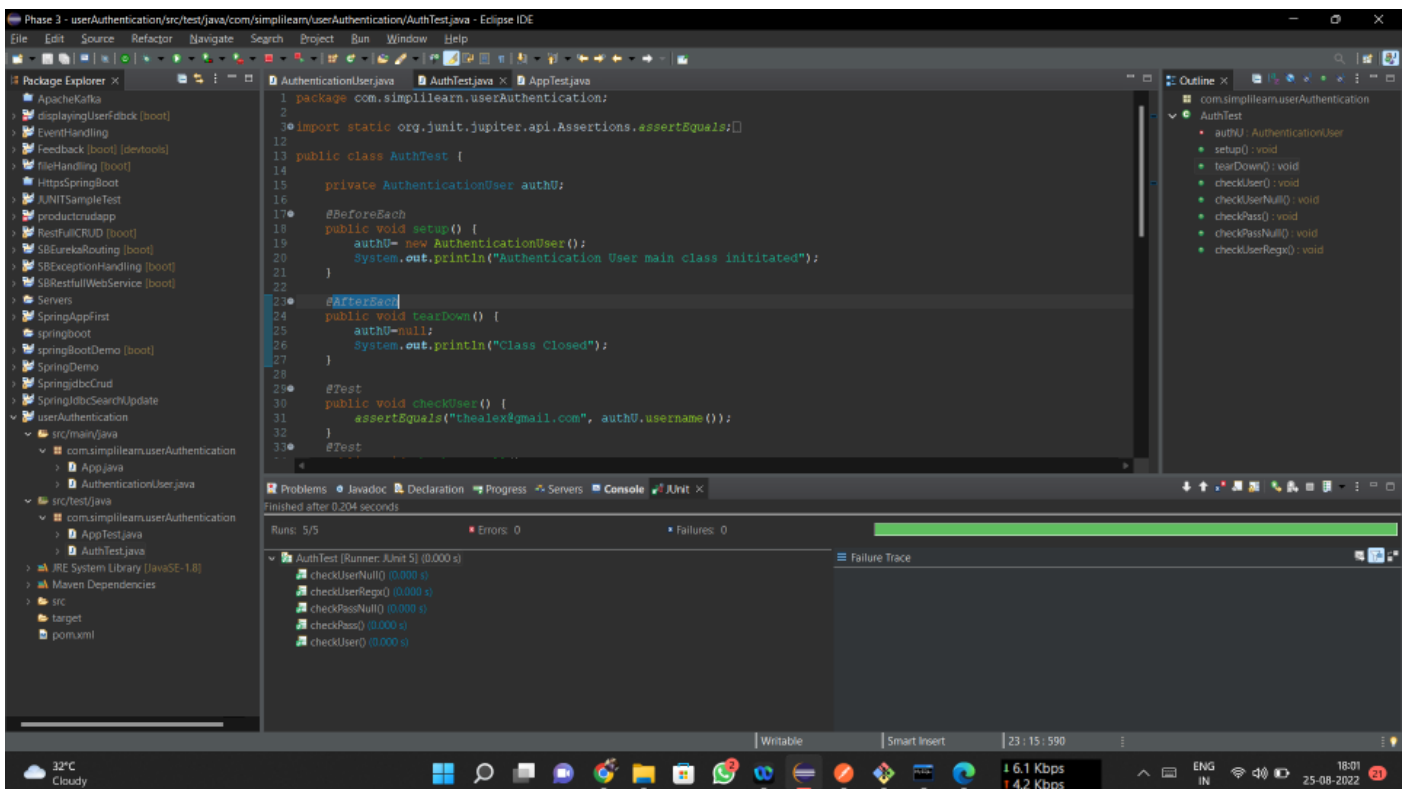 Phase 3 - userAuthentication/src/test/java/com/simplilearn/userAuthentication/AuthTest.java - Eclipse IDE
File Edit Source Refactor Navigate Search Project Run Window Help
Package Explorer
ApacheKafka
displayingUserFdbck [boot]
EventHandling
Feedback [boot] [devtools]
fileHandling [boot]
HttpsSpringBoot
JUNITSampleTest
productcrudapp
RestFullCRUD [boot]
SBEurekaRouting [boot]
SBExceptionHandling [boot]
SBRestfullWebService [boot]
Servers
SpringAppFirst
springboot
springBootDemo [boot]
SpringDemo
SpringjdbcCrud
SpringJdbcSearchUpdate
userAuthentication
src/main/java
com.simplilearn.userAuthentication
App.java
AuthenticationUser.java
src/test/java
com.simplilearn.userAuthentication
AppTest.java
AuthTest.java
JRE System Library [JavaSE-1.8]
Maven Dependencies
src
target
pom.xml
AuthenticationUser.java AuthTest.java AppTest.java
1 package com.simplilearn.userAuthentication;
2
3 import static org.junit.jupiter.api.Assertions.assertEquals;
12
13 public class AuthTest {
14
15 private AuthenticationUser authU;
16
17 @BeforeEach
18 public void setup() {
19 authU= new AuthenticationUser();
20 System.out.println("Authentication User main class inititated");
21 }
22
23 @AfterEach
24 public void tearDown() {
25 authU=null;
26 System.out.println("Class Closed");
27 }
28
29 @Test
30 public void checkUser() {
31 assertEquals("thealex@gmail.com", authU.username());
32 }
33 @Test
Outline
com.simplilearn.userAuthentication
AuthTest
authU : AuthenticationUser
setup() : void
tearDown() : void
checkUser() : void
checkUserNull() : void
checkPass() : void
checkPassNull() : void
checkUserRegx() : void
Problems Javadoc Declaration Progress Servers Console JUnit
Finished after 0.204 seconds
Runs: 5/5 Errors: 0 Failures: 0
AuthTest [Runner: JUnit 5] (0.000 s)
checkUserNull() (0.000 s)
checkUserRegx() (0.000 s)
checkPassNull() (0.000 s)
checkPass() (0.000 s)
checkUser() (0.000 s)
Failure Trace
Writable Smart Insert 23 : 15 : 590
32°C
Cloudy
2
6.1 Kbps
4.2 Kbps
ENG
IN
18:01
25-08-2022
21